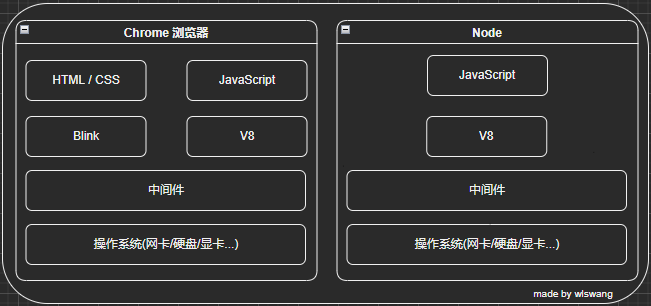 Chrome 浏览器
HTML / CSS
JavaScript
Blink
V8
中间件
操作系统(网卡/硬盘/显卡...)
Node
JavaScript
V8
中间件
操作系统(网卡/硬盘/显卡...)
made by wlswang